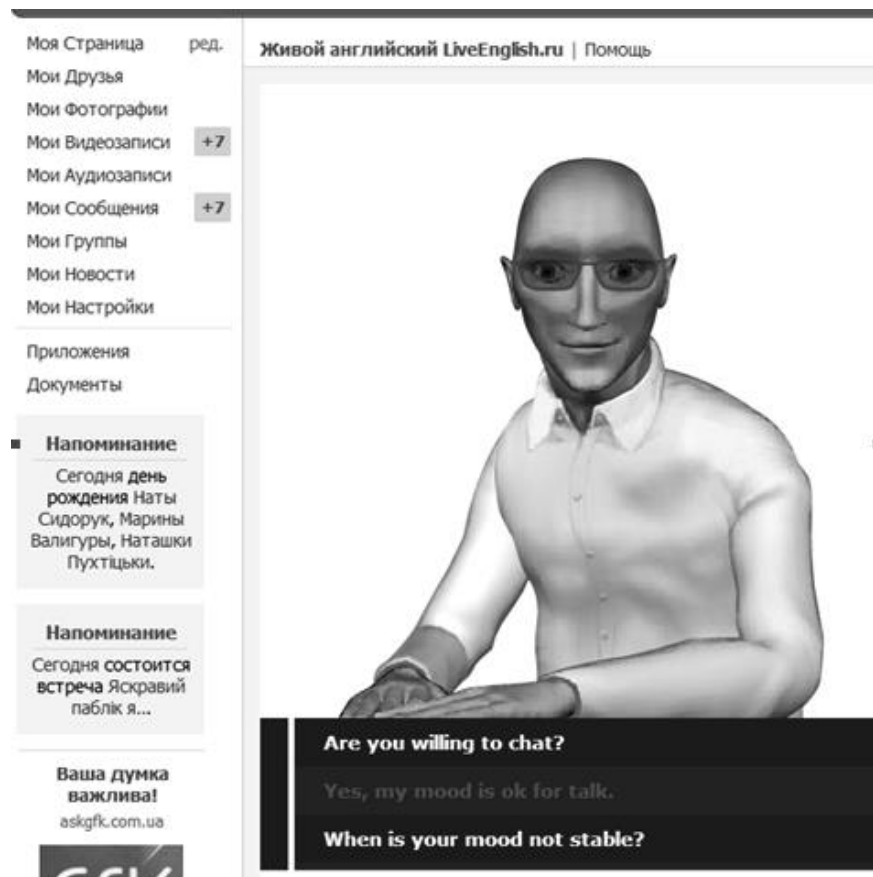 Моя Страница ред.
Мои Друзья
Мои Фотографии
Мои Видеозаписи +7
Мои Аудиозаписи
Мои Сообщения +7
Мои Группы
Мои Новости
Мои Настройки
Приложения
Документы
Напоминание
Сегодня день
рождения Наты
Сидорук, Марины
Валигуры, Наташки
Пухтіцьки.
Напоминание
Сегодня состоится
встреча Яскравий
паблік я...
Ваша думка
важлива!
askgfk.com.ua
GfK
Живой английский LiveEnglish.ru | Помощь
Are you willing to chat?
Yes, my mood is ok for talk.
When is your mood not stable?